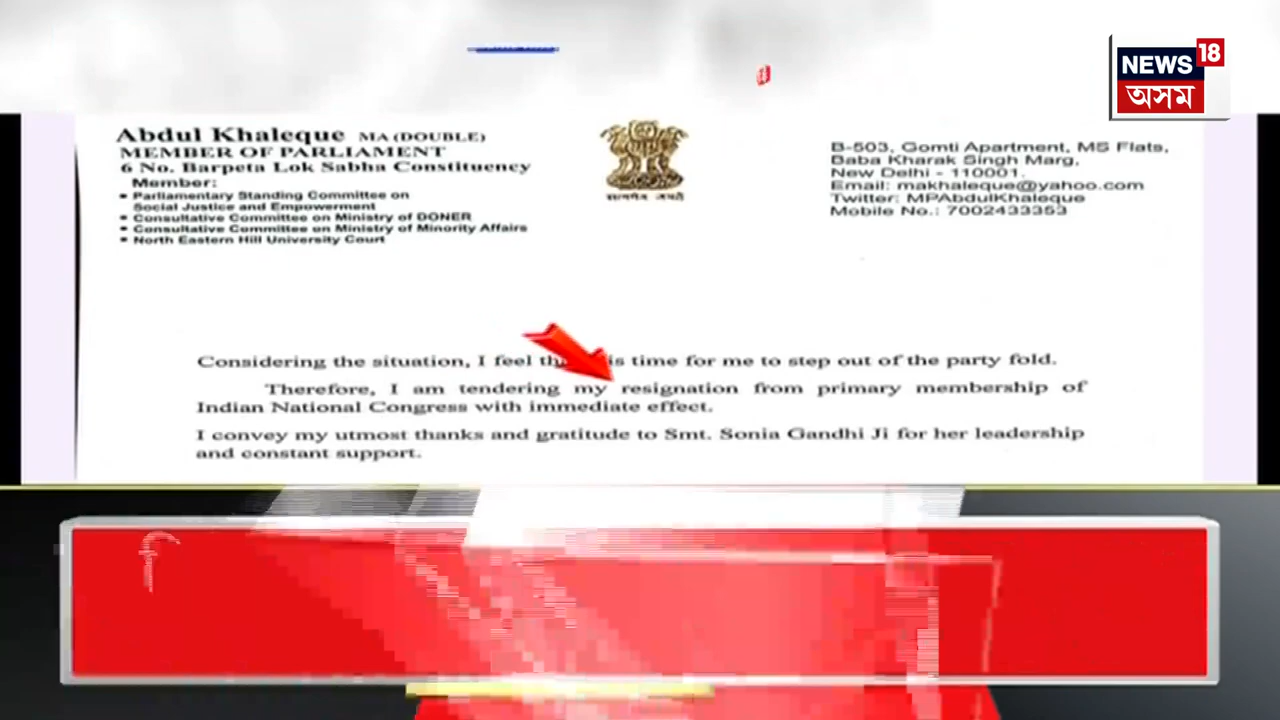 NEWS 18
অসম
Abdul Khaleque MA (DOUBLE)
MEMBER OF PARLIAMENT
6 No. Barpeta Lok Sabha Constituency
Member:
• Parliamentary Standing Committee on
Social Justice and Empowerment
• Consultative Committee on Ministry of DONER
• Consultative Committee on Ministry of Minority Affairs
• North Eastern Hill University Court
सत्यमेव जयते
B-503, Gomti Apartment, MS Flats,
Baba Kharak Singh Marg,
New Delhi - 110001.
Email: makhaleque@yahoo.com
Twitter: MPAbdulKhaleque
Mobile No.: 7002433353
Considering the situation, I feel time for me to step out of the party fold.
Therefore, I am tendering my resignation from primary membership of
Indian National Congress with immediate effect.
I convey my utmost thanks and gratitude to Smt. Sonia Gandhi Ji for her leadership
and constant support.